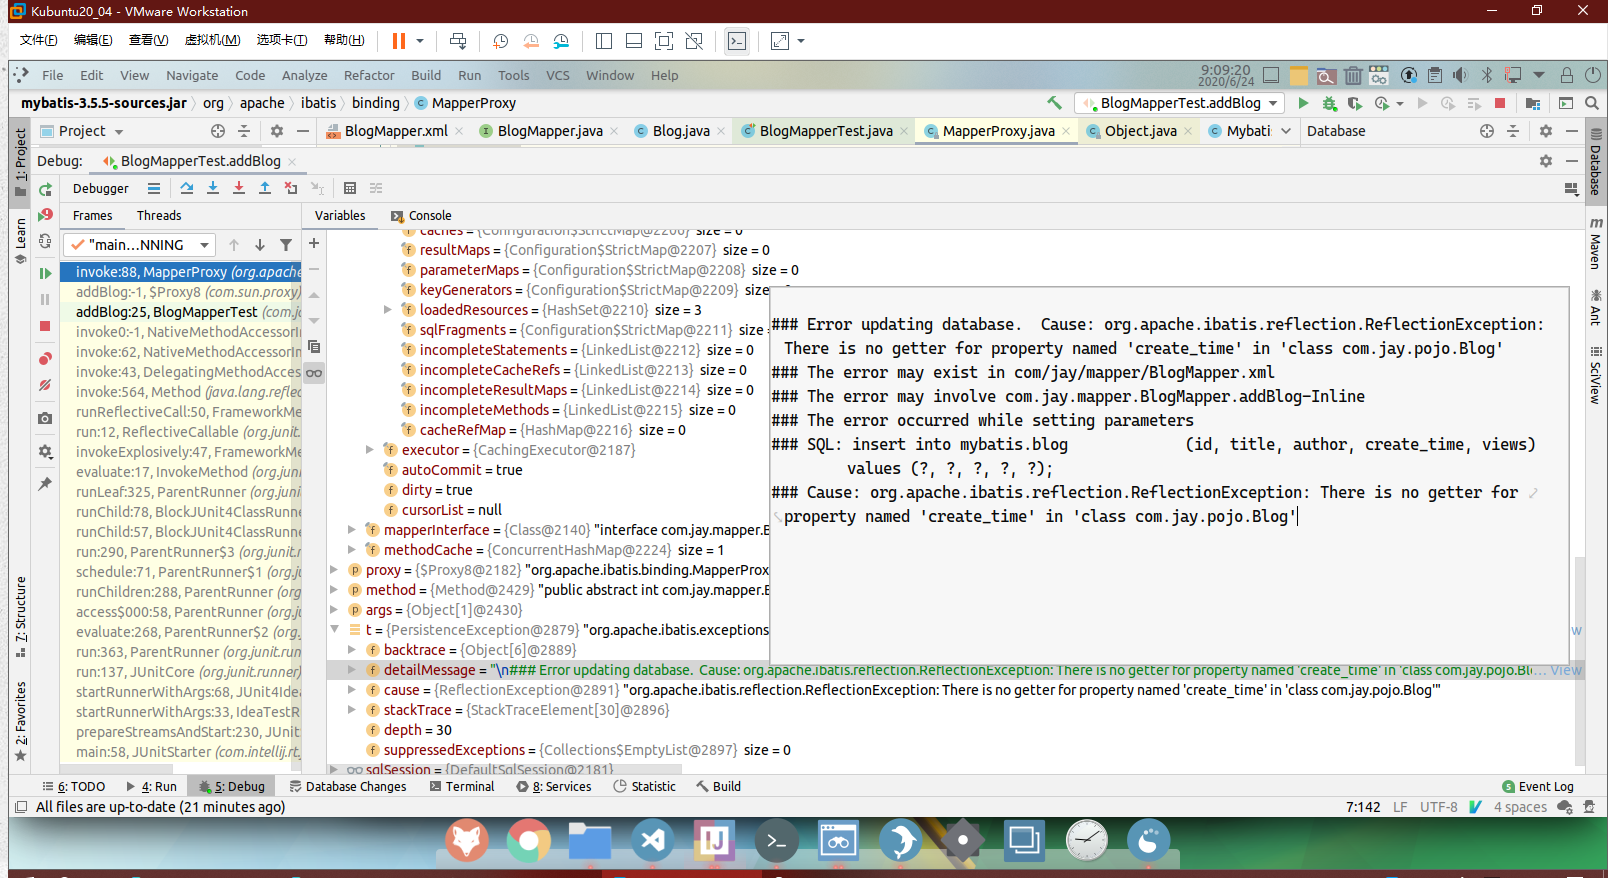 Kubuntu20_04 - VMware Workstation
文件(F) 编辑(E) 查看(V) 虚拟机(M) 选项卡(T) 帮助(H)
File Edit View Navigate Code Analyze Refactor Build Run Tools VCS Window Help
9:09:20
2020/6/24
mybatis-3.5.5-sources.jar org apache ibatis binding MapperProxy
BlogMapperTest.addBlog
Project
BlogMapper.xml BlogMapper.java Blog.java BlogMapperTest.java MapperProxy.java Object.java Mybati
Database
Debug: BlogMapperTest.addBlog
Debugger
Frames Threads
Variables Console
"main...NNING
invoke:88, MapperProxy (org.apache
addBlog:-1, $Proxy8 (com.sun.proxy)
addBlog:25, BlogMapperTest (com.j
invoke0:-1, NativeMethodAccessorIn
invoke:62, NativeMethodAccessorIm
invoke:43, DelegatingMethodAcces
invoke:564, Method (java.lang.reflec
runReflectiveCall:50, FrameworkMe
run:12, ReflectiveCallable (org.junit.
invokeExplosively:47, FrameworkMe
evaluate:17, InvokeMethod (org.juni
runLeaf:325, ParentRunner (org.junit
runChild:78, BlockJUnit4ClassRunne
runChild:57, BlockJUnit4ClassRunne
run:290, ParentRunner$3 (org.junit.r
schedule:71, ParentRunner$1 (org.ju
runChildren:288, ParentRunner (org.
access$000:58, ParentRunner (org.ju
evaluate:268, ParentRunner$2 (org.ju
run:363, ParentRunner (org.junit.run
run:137, JUnitCore (org.junit.runner)
startRunnerWithArgs:68, JUnit4Idea
startRunnerWithArgs:33, IdeaTestR
prepareStreamsAndStart:230, JUnit
main:58, JUnitStarter (com.intellij.rt.
caches = {Configuration$StrictMap@2206} size = 0
resultMaps = {Configuration$StrictMap@2207} size = 0
parameterMaps = {Configuration$StrictMap@2208} size = 0
keyGenerators = {Configuration$StrictMap@2209} size =
loadedResources = {HashSet@2210} size = 3
sqlFragments = {Configuration$StrictMap@2211} size =
incompleteStatements = {LinkedList@2212} size = 0
incompleteCacheRefs = {LinkedList@2213} size = 0
incompleteResultMaps = {LinkedList@2214} size = 0
incompleteMethods = {LinkedList@2215} size = 0
cacheRefMap = {HashMap@2216} size = 0
executor = {CachingExecutor@2187}
autoCommit = true
dirty = true
cursorList = null
mapperInterface = {Class@2140} "interface com.jay.mapper.B
methodCache = {ConcurrentHashMap@2224} size = 1
proxy = {$Proxy8@2182} "org.apache.ibatis.binding.MapperProx
method = {Method@2429} "public abstract int com.jay.mapper.B
args = {Object[1]@2430}
t = {PersistenceException@2879} "org.apache.ibatis.exceptions
backtrace = {Object[6]@2889}
detailMessage = "\n### Error updating database. Cause: org.apache.ibatis.reflection.ReflectionException: There is no getter for property named 'create_time' in 'class com.jay.pojo.Blo... View
cause = {ReflectionException@2891} "org.apache.ibatis.reflection.ReflectionException: There is no getter for property named 'create_time' in 'class com.jay.pojo.Blog'"
stackTrace = {StackTraceElement[30]@2896}
depth = 30
suppressedExceptions = {Collections$EmptyList@2897} size = 0
sqlSession = {DefaultSqlSession@2181}
### Error updating database.  Cause: org.apache.ibatis.reflection.ReflectionException:
There is no getter for property named 'create_time' in 'class com.jay.pojo.Blog'
### The error may exist in com/jay/mapper/BlogMapper.xml
### The error may involve com.jay.mapper.BlogMapper.addBlog-Inline
### The error occurred while setting parameters
### SQL: insert into mybatis.blog (id, title, author, create_time, views)
values (?, ?, ?, ?, ?);
### Cause: org.apache.ibatis.reflection.ReflectionException: There is no getter for
property named 'create_time' in 'class com.jay.pojo.Blog'
w
1: Project
Learn
7: Structure
2: Favorites
Database
m Maven
Ant
SciView
6: TODO 4: Run 5: Debug Database Changes Terminal 8: Services Statistic Build
5 Event Log
All files are up-to-date (21 minutes ago)
7:142 LF UTF-8 4 spaces
IJ